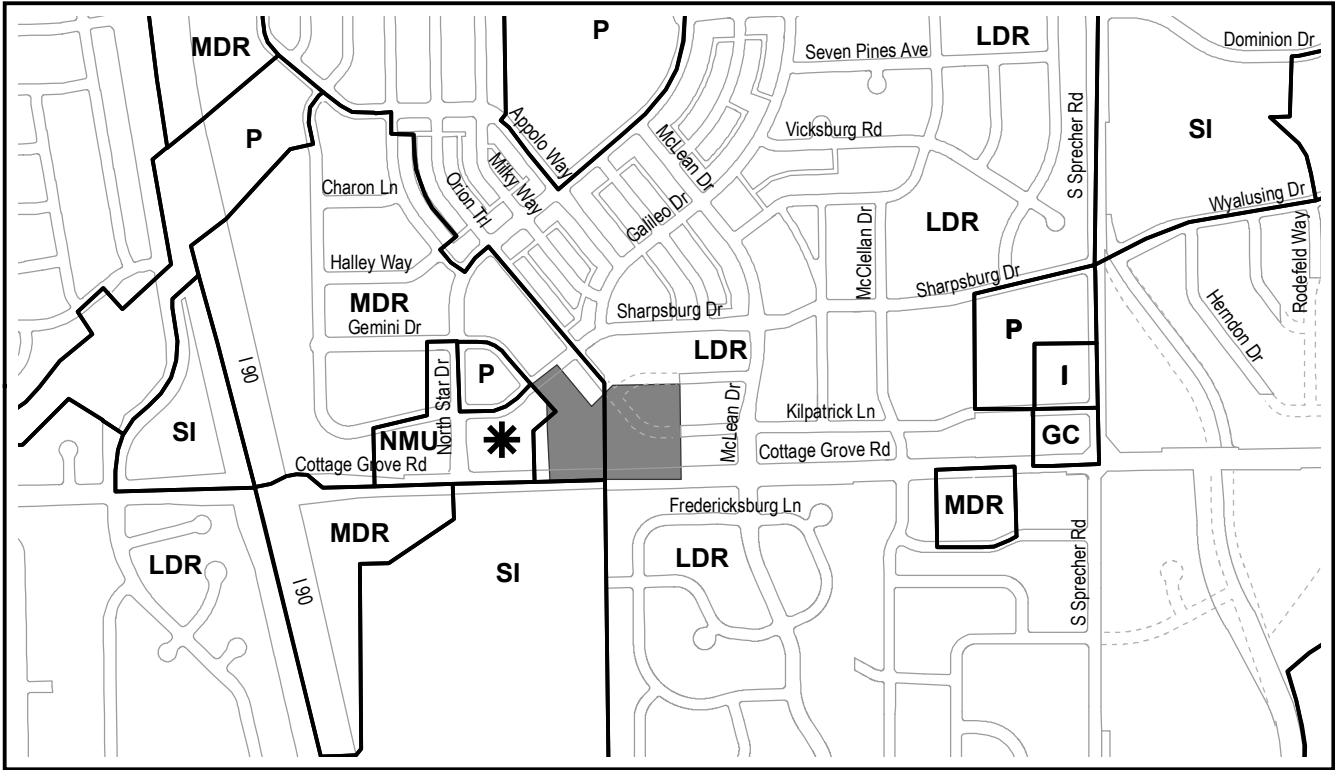 P
LDR
MDR
Seven Pines Ave
Dominion Dr
Appolo Way
McLean Dr
Vicksburg Rd
SI
P
Milky Way
S Sprecher Rd
Charon Ln
Orion Trl
Wyalusing Dr
Galileo Dr
McClellan Dr
LDR
Rodefeld Way
Halley Way
Sharpsburg Dr
MDR
Sharpsburg Dr
Herndon Dr
Gemini Dr
P
LDR
I 90
P
North Star Dr
I
McLean Dr
Kilpatrick Ln
SI
NMU
GC
Cottage Grove Rd
Cottage Grove Rd
Fredericksburg Ln
MDR
MDR
LDR
SI
LDR
S Sprecher Rd
I 90